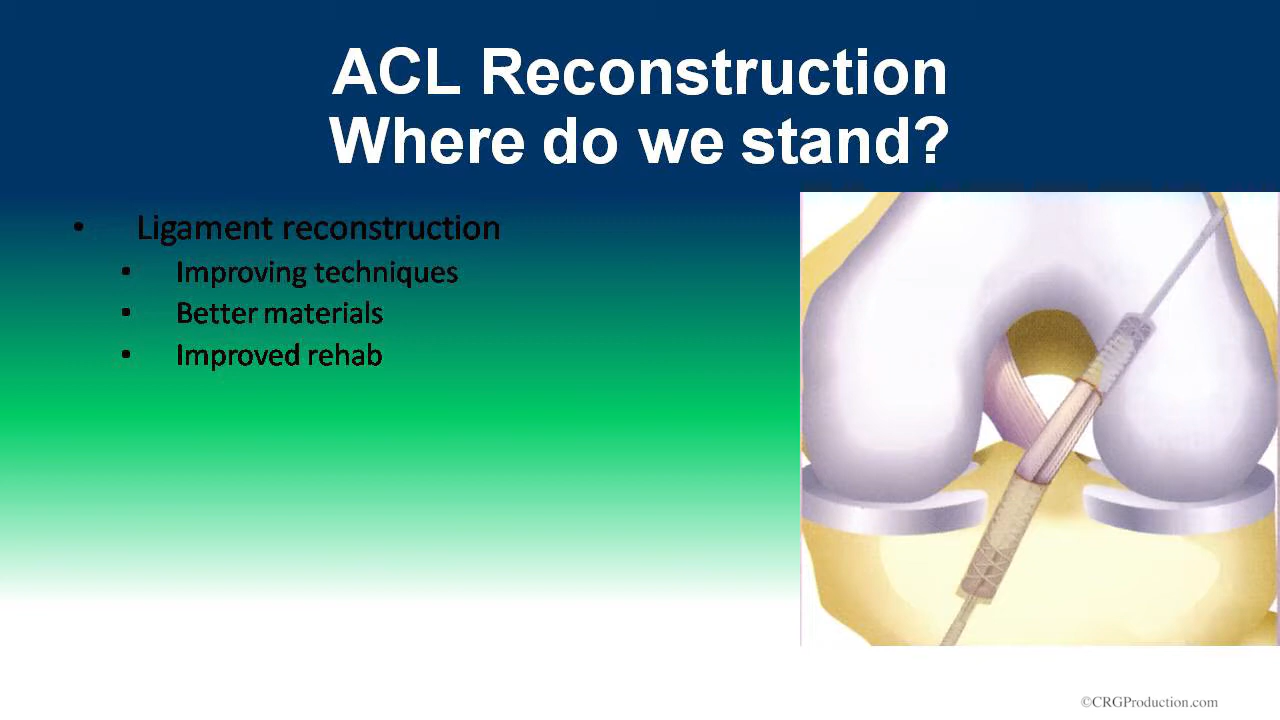 ACL Reconstruction
Where do we stand?
• Ligament reconstruction
• Improving techniques
• Better materials
• Improved rehab
©CRGProduction.com